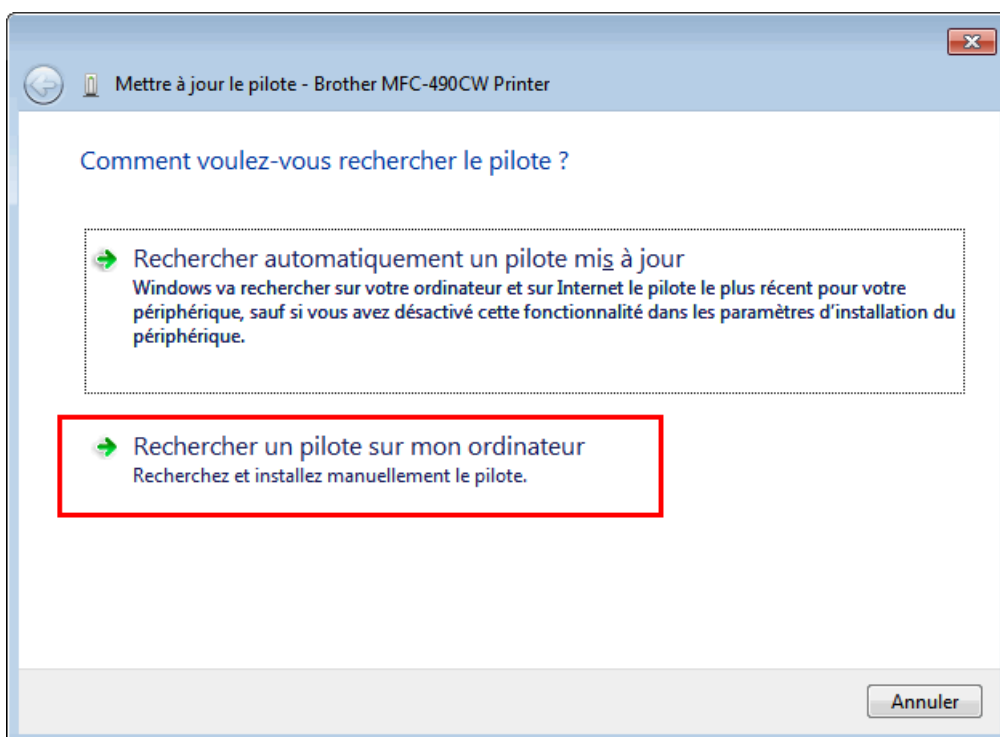 Mettre à jour le pilote - Brother MFC-490CW Printer
Comment voulez-vous rechercher le pilote ?
Rechercher automatiquement un pilote mis à jour
Windows va rechercher sur votre ordinateur et sur Internet le pilote le plus récent pour votre
périphérique, sauf si vous avez désactivé cette fonctionnalité dans les paramètres d'installation du
périphérique.
Rechercher un pilote sur mon ordinateur
Recherchez et installez manuellement le pilote.
Annuler